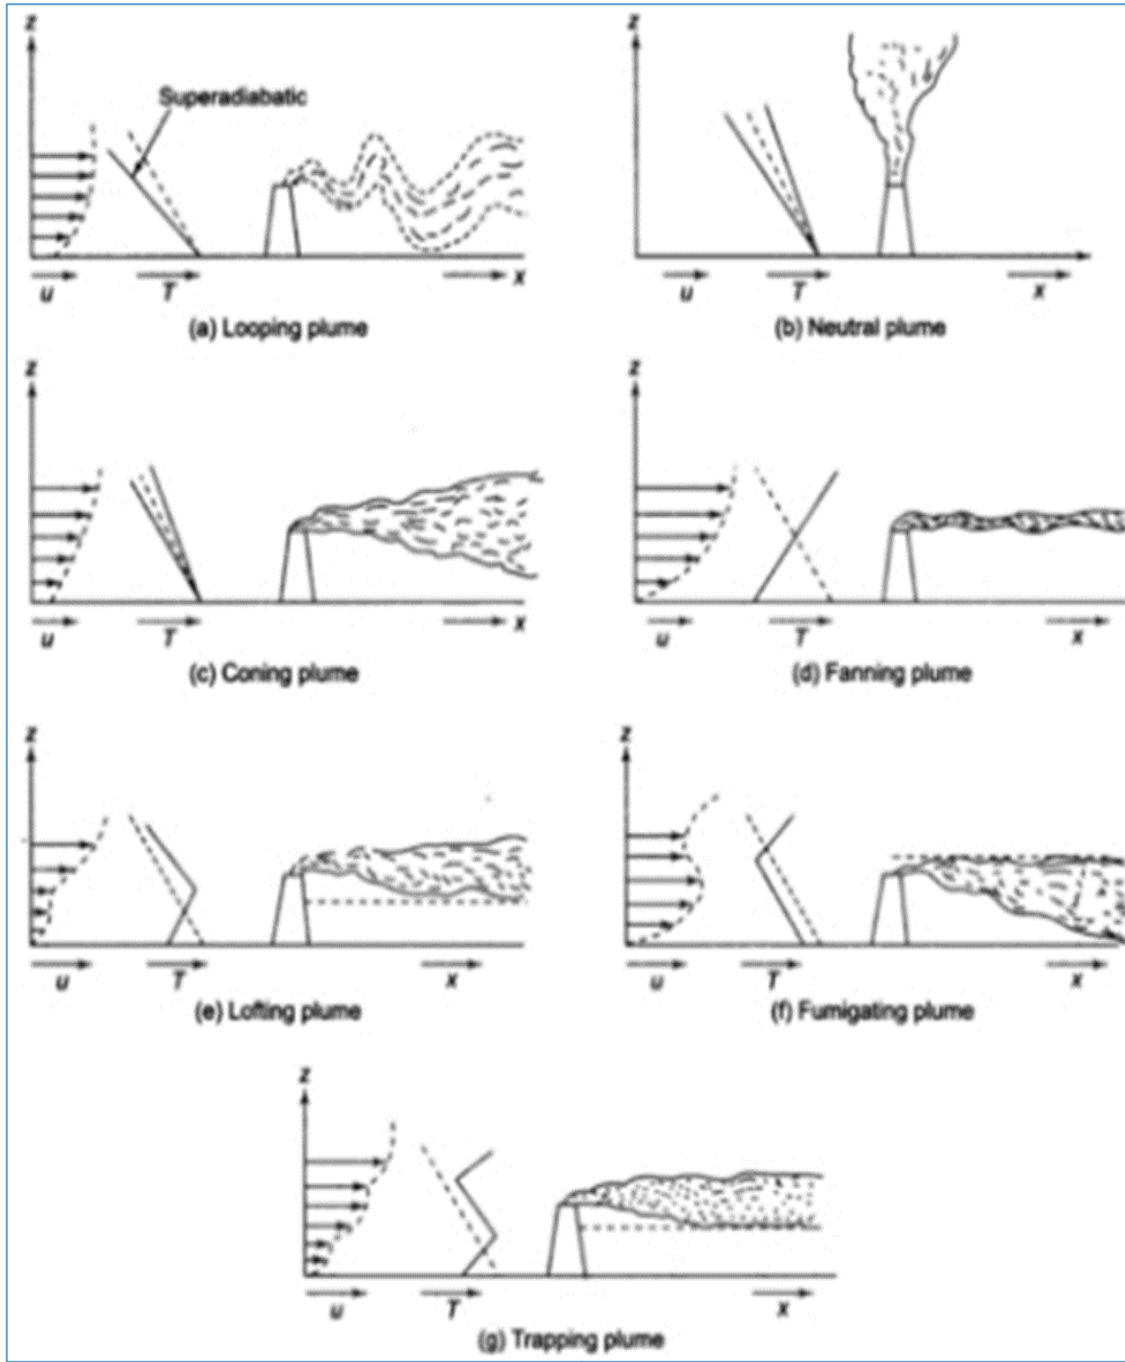 z
Superadiabatic
u
T
x
(a) Looping plume
z
u
T
x
(b) Neutral plume
z
u
T
x
(c) Coning plume
z
u
T
x
(d) Fanning plume
z
u
T
x
(e) Lofting plume
z
u
T
x
(f) Fumigating plume
z
u
T
x
(g) Trapping plume